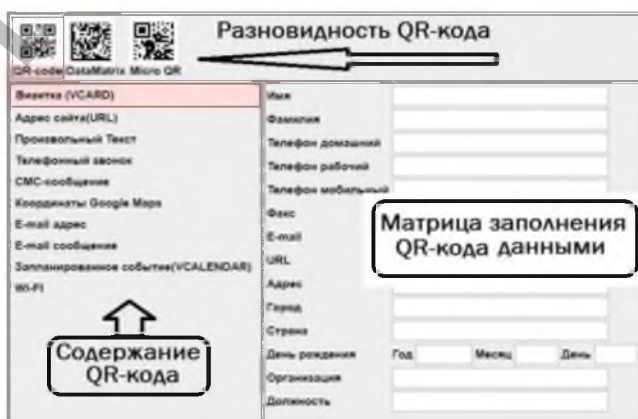 Разновидность QR-кода
QR-code DataMatrix Micro QR
Визитка (VCARD)
Адрес сайта(URL)
Произвольный Текст
Телефонный звонок
СМС-сообщение
Координаты Google Maps
E-mail адрес
E-mail сообщение
Запланированное событие(VCALENDAR)
WI-FI
Содержание
QR-кода
Имя
Фамилия
Телефон домашний
Телефон рабочий
Телефон мобильный
Факс
E-mail
URL
Адрес
Город
Страна
День рождения Год Месяц День
Организация
Должность
Матрица заполнения
QR-кода данными